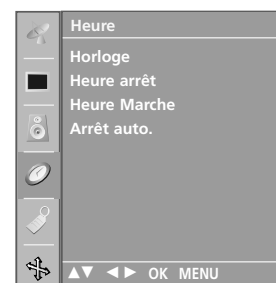 Heure
Horloge
Heure arrêt
Heure Marche
Arrêt auto.
▲▼ ◄► OK MENU